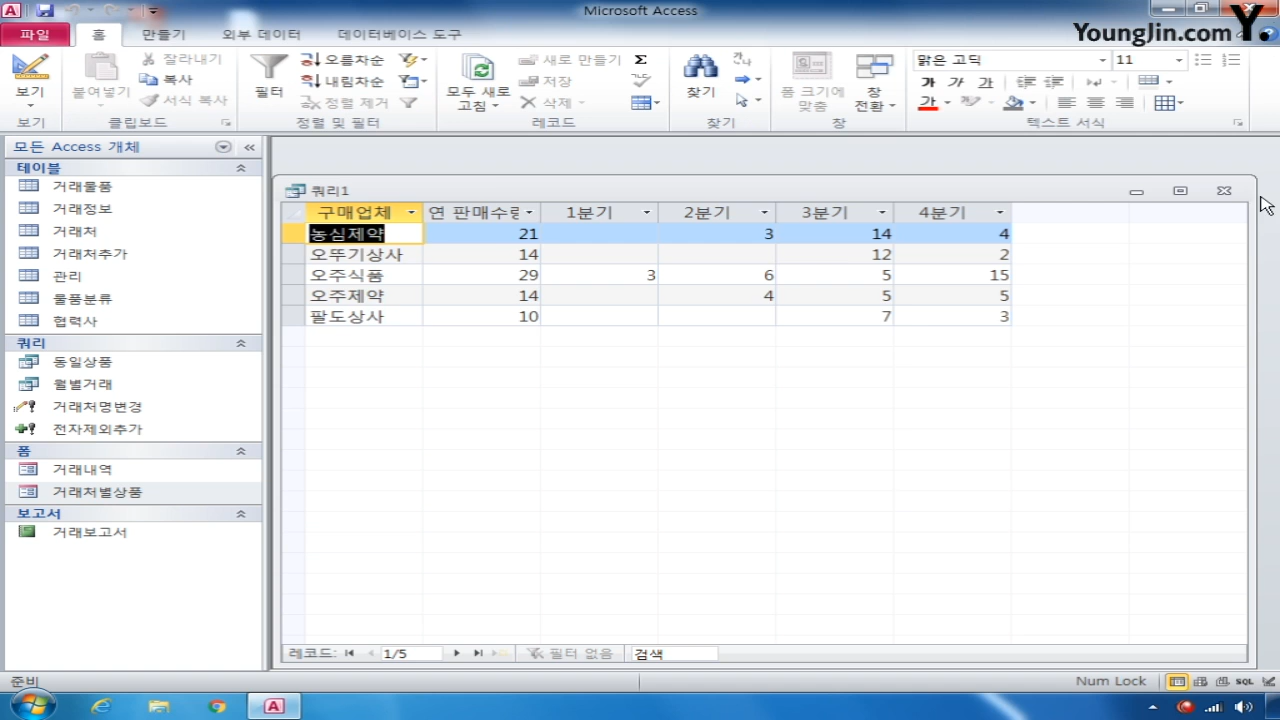 Microsoft Access
YoungJin.com Y.
파일 홈 만들기 외부 데이터 데이터베이스 도구
보기
보기
붙여넣기
잘라내기
복사
서식 복사
클립보드
필터
오름차순
내림차순
정렬 제거
정렬 및 필터
모두 새로 고침
새로 만들기
저장
삭제
레코드
찾기
찾기
폼 크기에 맞춤
창 전환
창
맑은 고딕 11
가 가 가
가
텍스트 서식
모든 Access 개체
테이블
거래물품
거래정보
거래처
거래처추가
관리
물품분류
협력사
쿼리
동일상품
월별거래
거래처명변경
전자제외추가
폼
거래내역
거래처별상품
보고서
거래보고서
쿼리1
구매업체 연 판매수량 1분기 2분기 3분기 4분기
농심제약 21 3 14 4
오뚜기상사 14 12 2
오주식품 29 3 6 5 15
오주제약 14 4 5 5
팔도상사 10 7 3
레코드: 1/5 필터 없음 검색
준비 Num Lock SQL